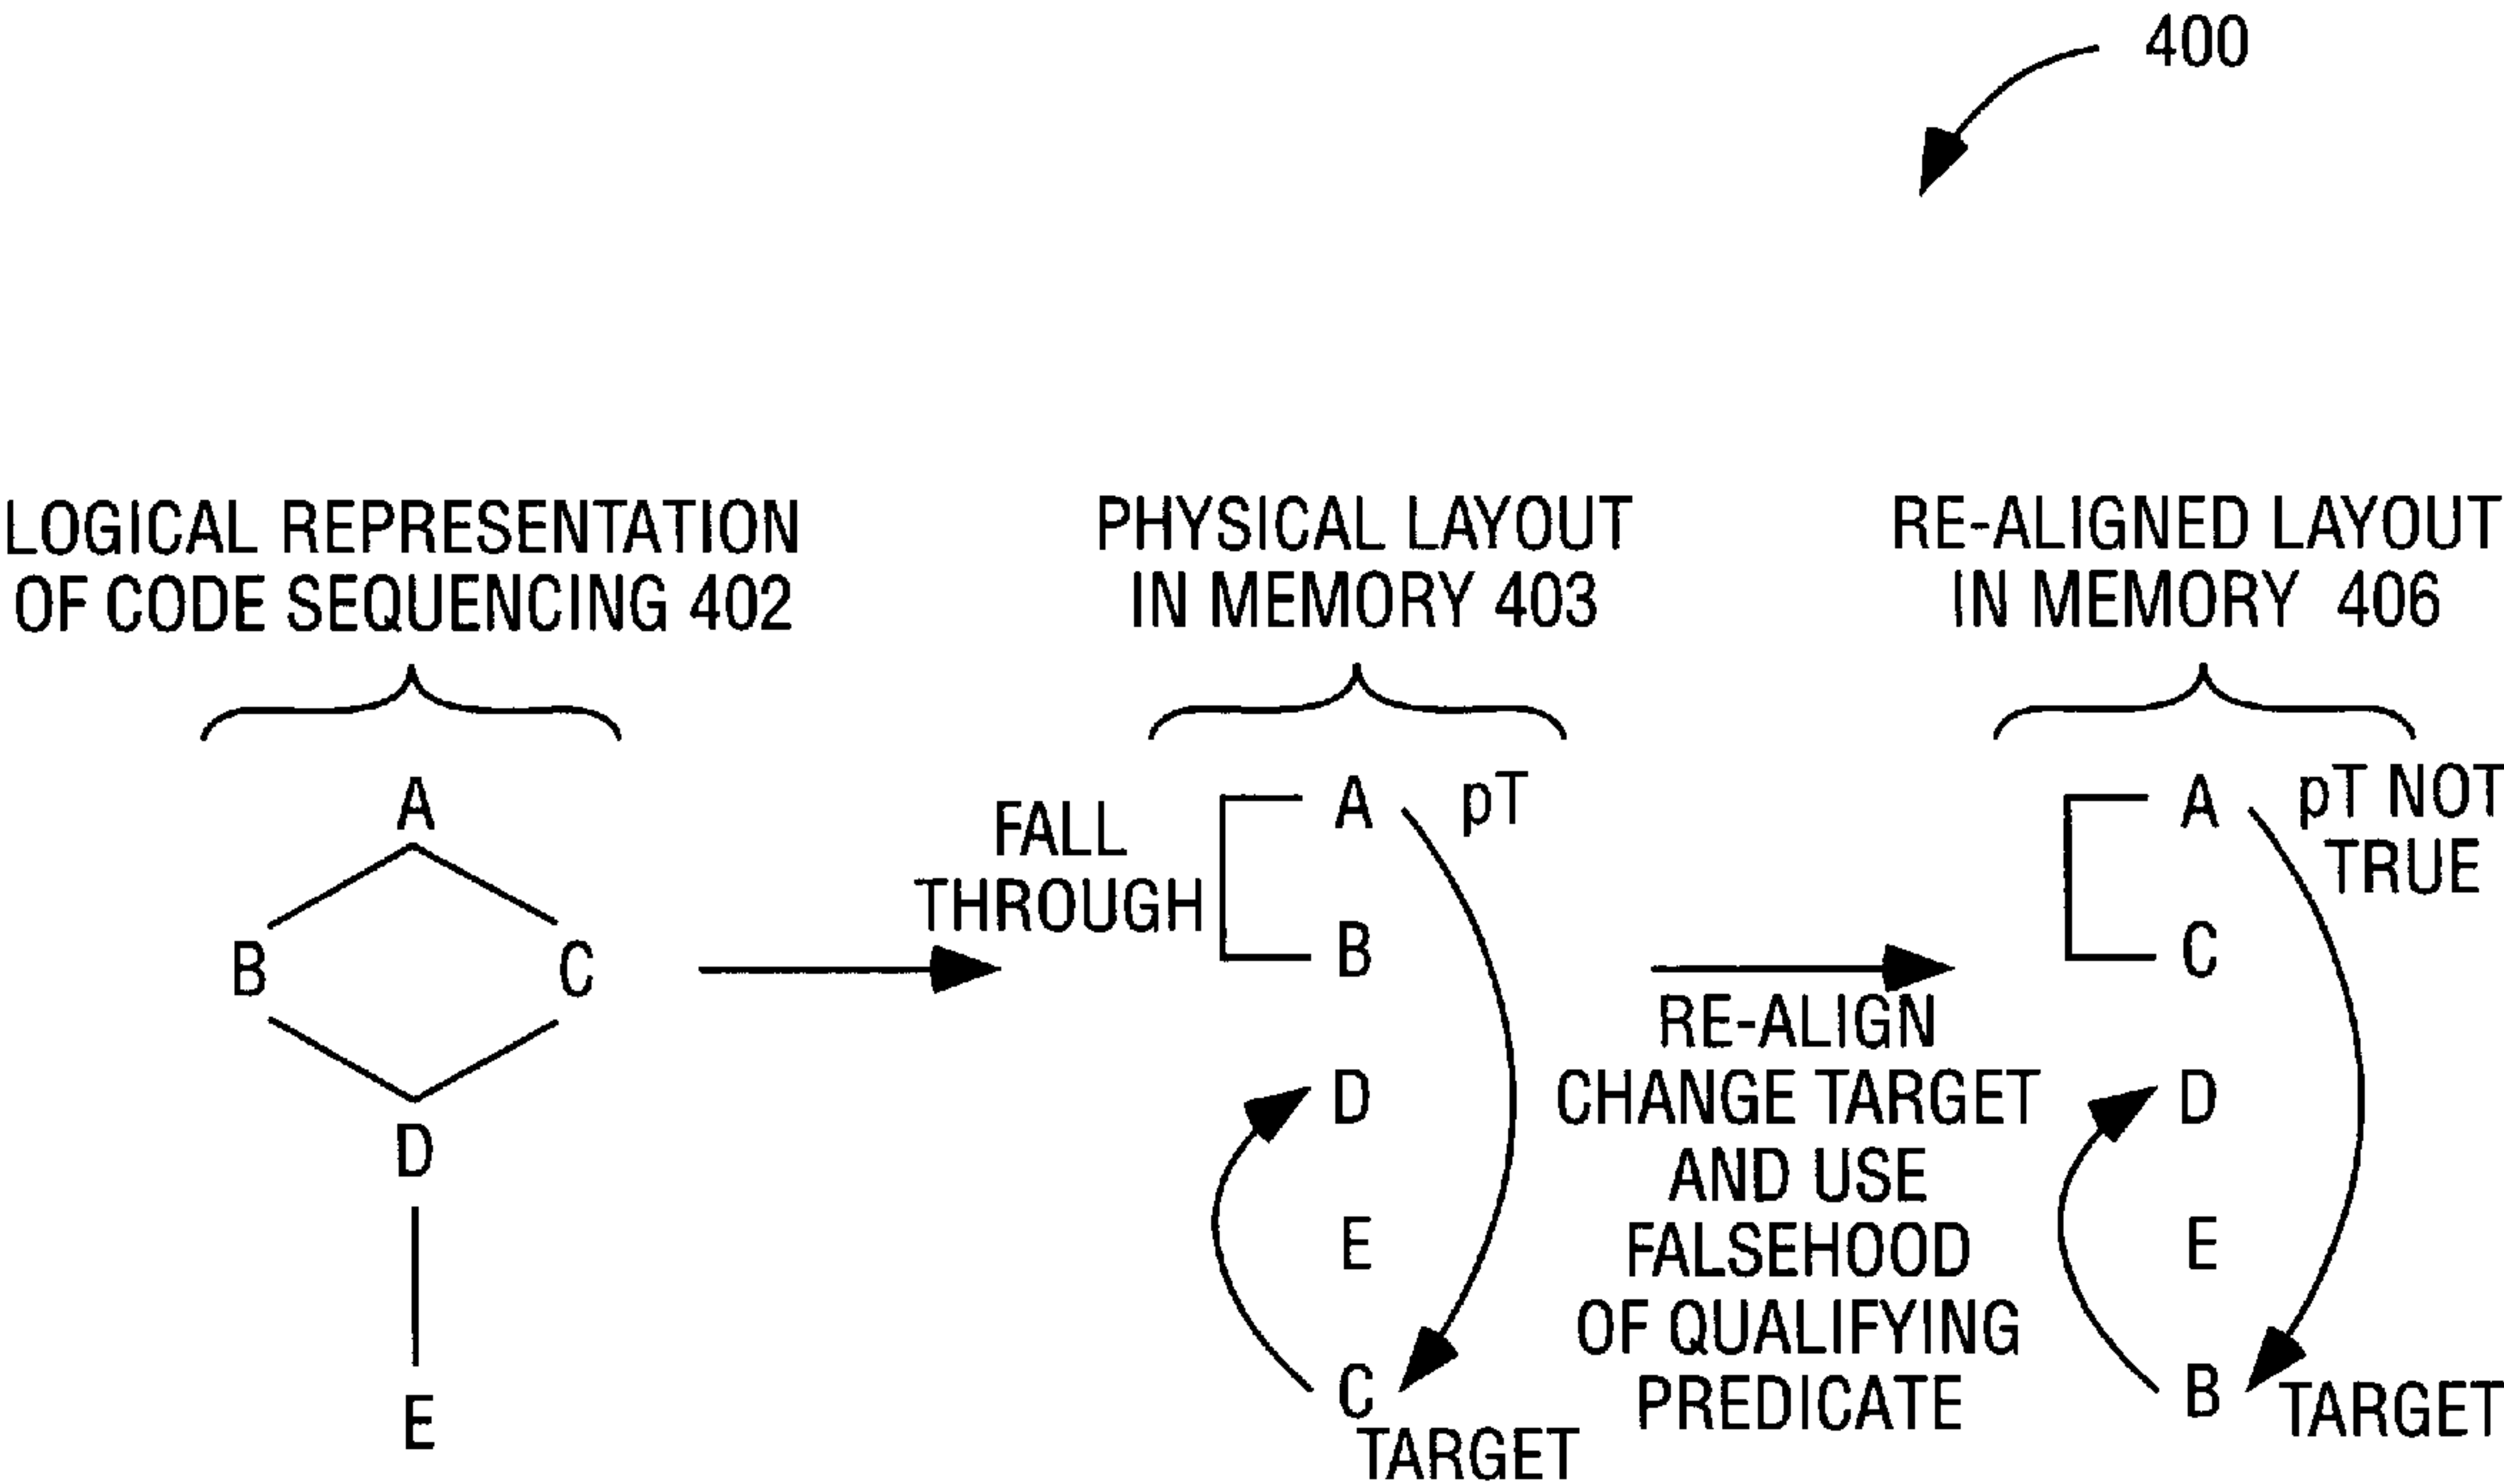 400
LOGICAL REPRESENTATION
OF CODE SEQUENCING 402
A
B
C
D
E
PHYSICAL LAYOUT
IN MEMORY 403
FALL
THROUGH
A pT
B
D
E
C
TARGET
RE-ALIGN
CHANGE TARGET
AND USE
FALSEHOOD
OF QUALIFYING
PREDICATE
RE-ALIGNED LAYOUT
IN MEMORY 406
A pT NOT
TRUE
C
D
E
B TARGET